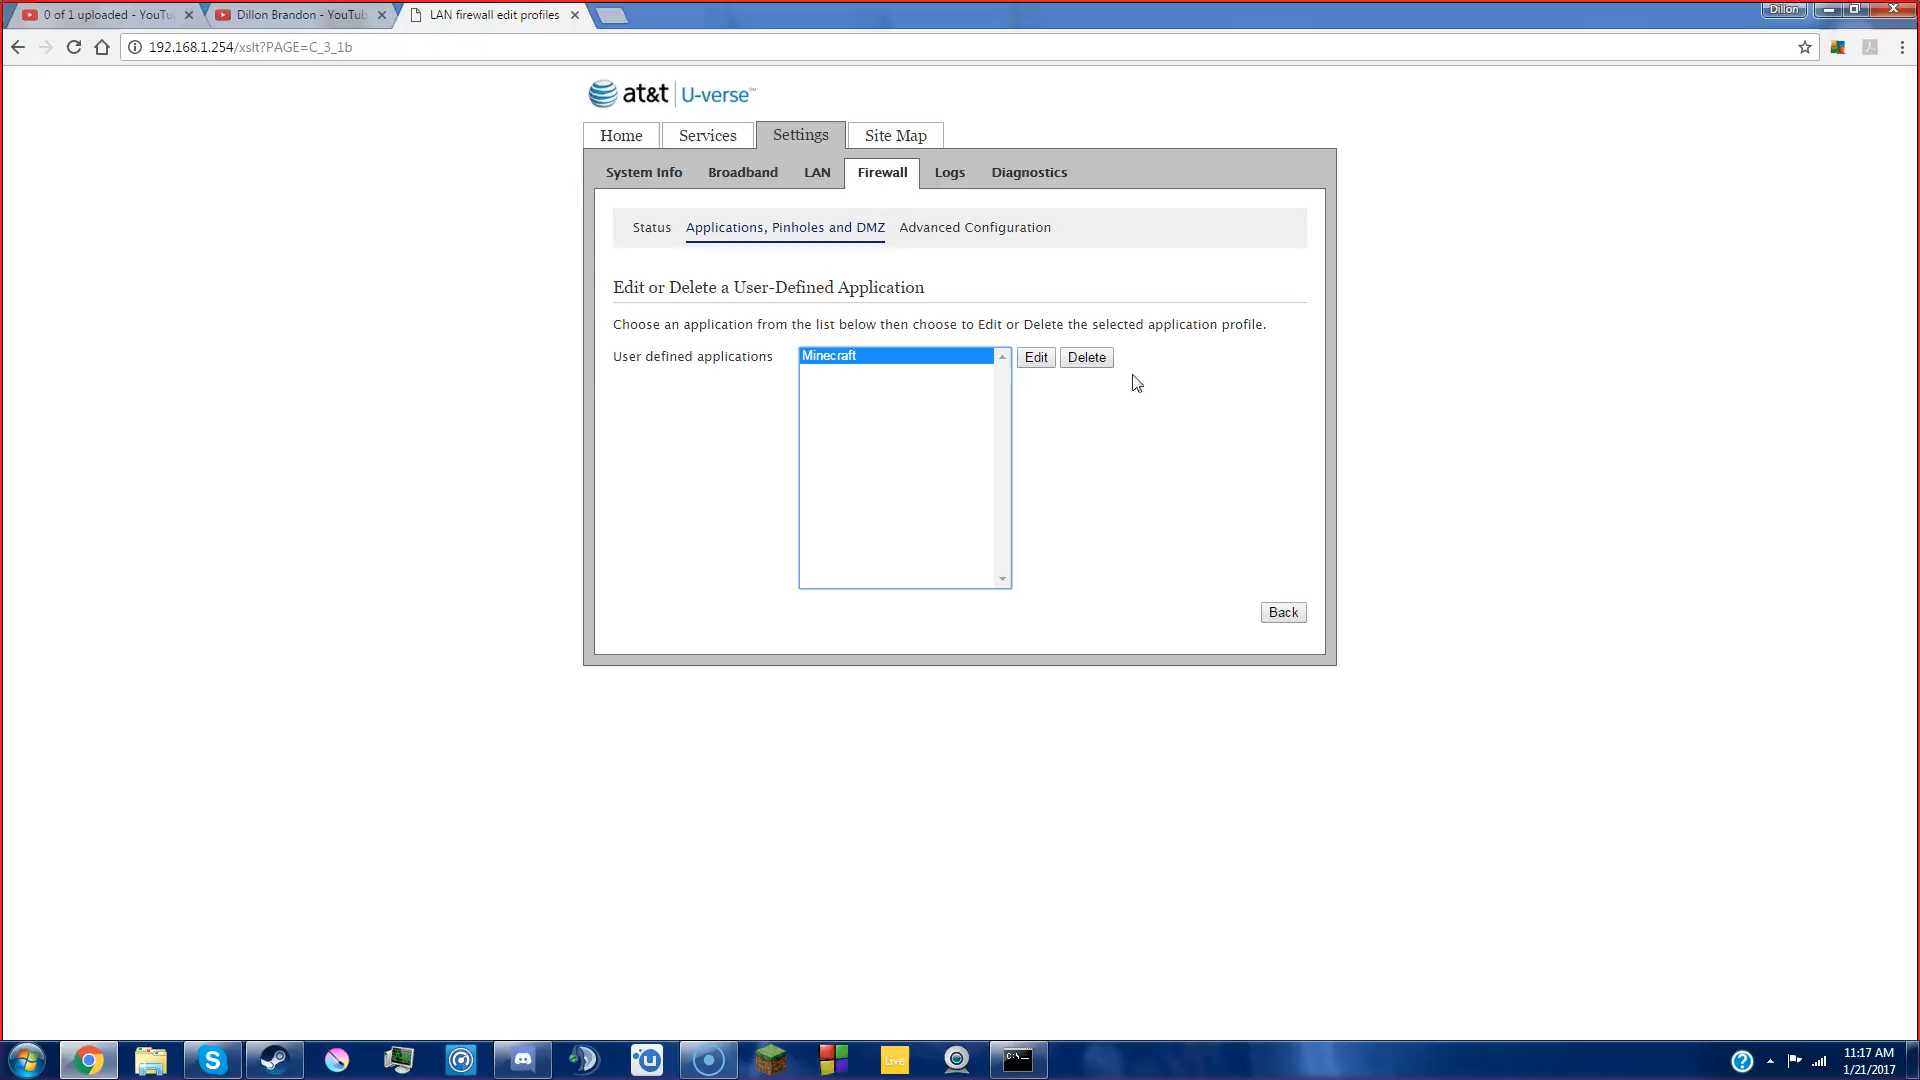 0 of 1 uploaded - YouTu
Dillon Brandon - YouTub
LAN firewall edit profiles
Dillon
192.168.1.254/xslt?PAGE=C_3_1b
at&t U-verse
Home Services Settings Site Map
System Info Broadband LAN Firewall Logs Diagnostics
Status Applications, Pinholes and DMZ Advanced Configuration
Edit or Delete a User-Defined Application
Choose an application from the list below then choose to Edit or Delete the selected application profile.
User defined applications
Minecraft
Edit Delete
Back
Live
C:\_
11:17 AM
1/21/2017